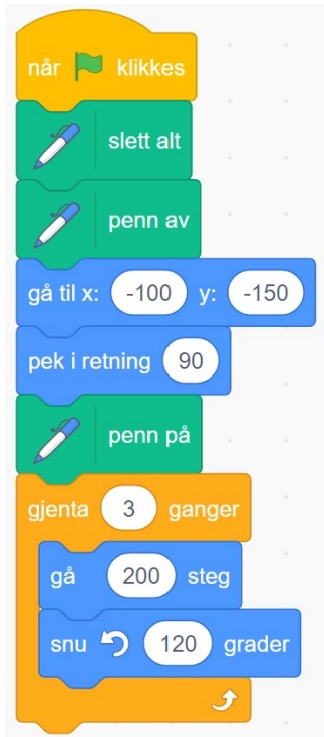 når klikkes
slett alt
penn av
gå til x: -100 y: -150
pek i retning 90
penn på
gjenta 3 ganger
gå 200 steg
snu 120 grader